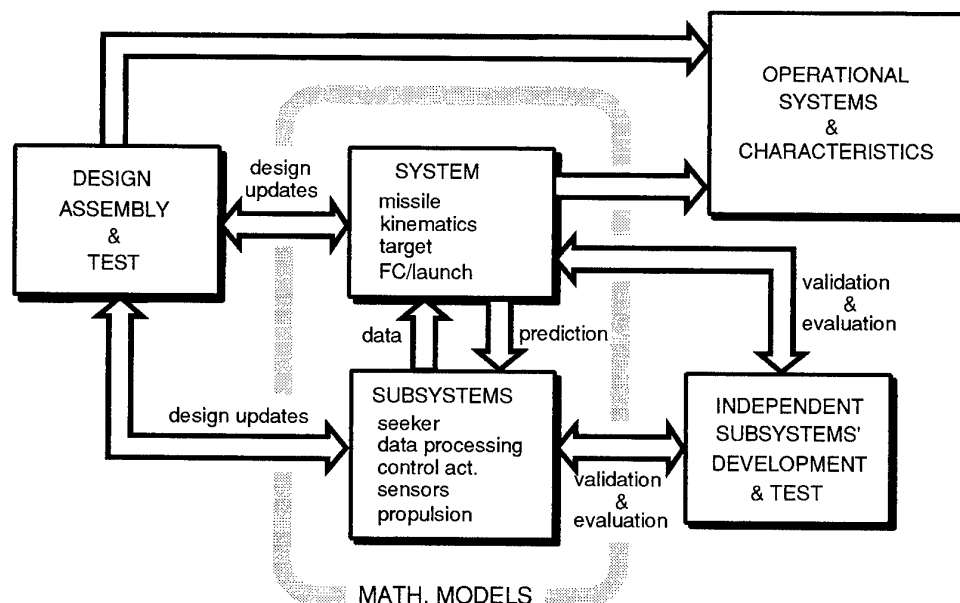 OPERATIONAL
SYSTEMS
&
CHARACTERISTICS
DESIGN
ASSEMBLY
&
TEST
design
updates
SYSTEM
missile
kinematics
target
FC/launch
validation
&
evaluation
data
prediction
design updates
SUBSYSTEMS
seeker
data processing
control act.
sensors
propulsion
validation
&
evaluation
INDEPENDENT
SUBSYSTEMS'
DEVELOPMENT
& TEST
MATH. MODELS